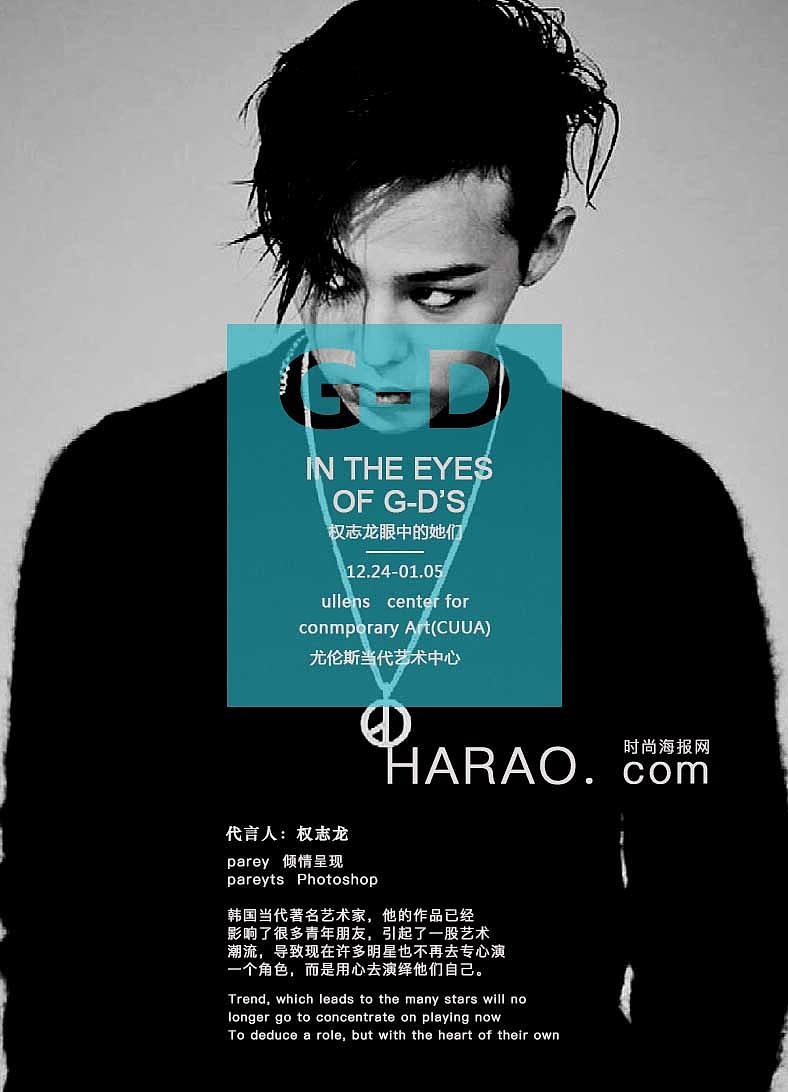 G-D
IN THE EYES
OF G-D’S
权志龙眼中的她们
12.24-01.05
ullens center for
conmporary Art(CUUA)
尤伦斯当代艺术中心
时尚海报网
HARAO. com
代言人：权志龙
parey 倾情呈现
pareyts Photoshop
韩国当代著名艺术家，他的作品已经
影响了很多青年朋友，引起了一股艺术
潮流，导致现在许多明星也不再去专心演
一个角色，而是用心去演绎他们自己。
Trend, which leads to the many stars will no
longer go to concentrate on playing now
To deduce a role, but with the heart of their own